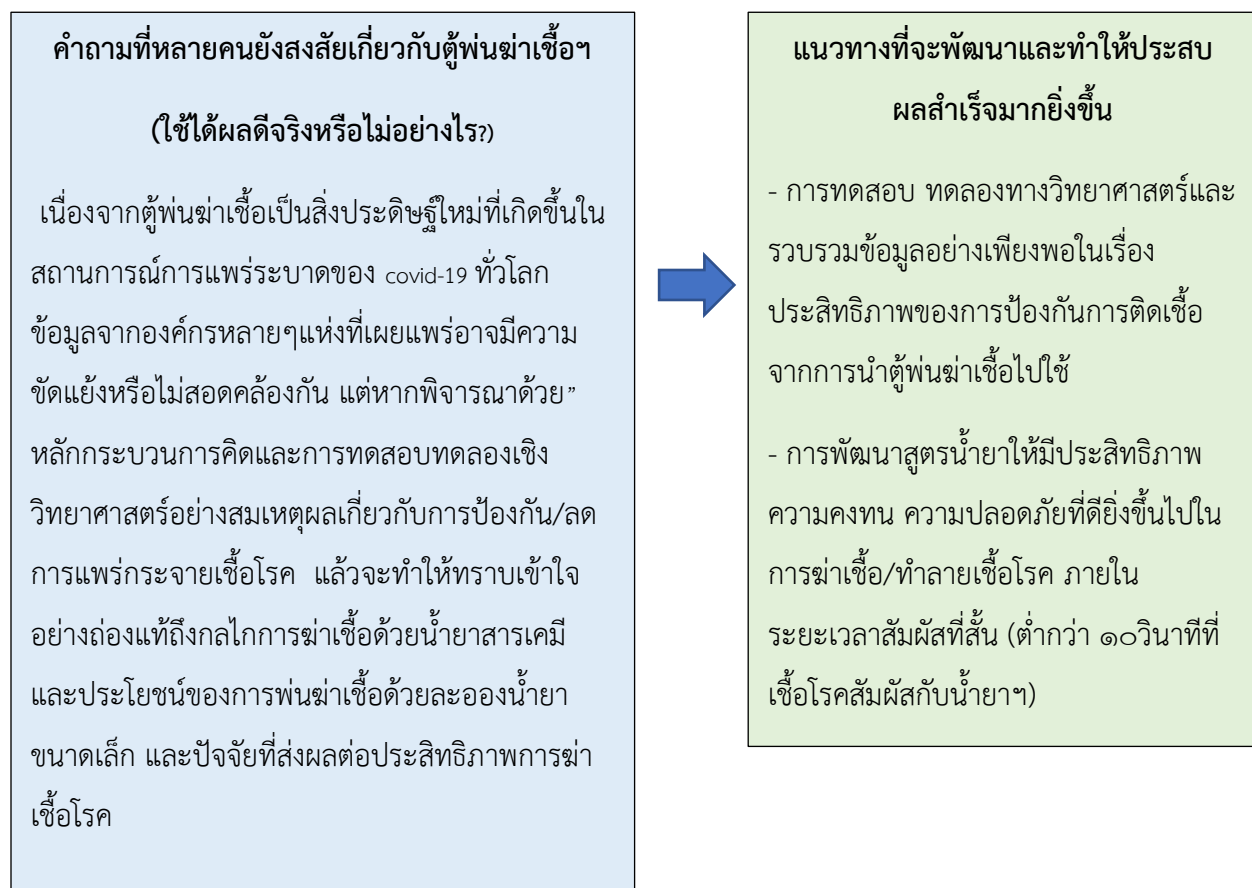 คำถามที่หลายคนยังสงสัยเกี่ยวกับตู้พ่นฆ่าเชื้อฯ
(ใช้ได้ผลดีจริงหรือไม่อย่างไร?)
เนื่องจากตู้พ่นฆ่าเชื้อเป็นสิ่งประดิษฐ์ใหม่ที่เกิดขึ้นใน
สถานการณ์การแพร่ระบาดของ covid-19 ทั่วโลก
ข้อมูลจากองค์กรหลายๆแห่งที่เผยแพร่อาจมีความ
ขัดแย้งหรือไม่สอดคล้องกัน แต่หากพิจารณาด้วย”
หลักกระบวนการคิดและการทดสอบทดลองเชิง
วิทยาศาสตร์อย่างสมเหตุผลเกี่ยวกับการป้องกัน/ลด
การแพร่กระจายเชื้อโรค แล้วจะทำให้ทราบเข้าใจ
อย่างถ่องแท้ถึงกลไกการฆ่าเชื้อด้วยน้ำยาสารเคมี
และประโยชน์ของการพ่นฆ่าเชื้อด้วยละอองน้ำยา
ขนาดเล็ก และปัจจัยที่ส่งผลต่อประสิทธิภาพการฆ่า
เชื้อโรค
แนวทางที่จะพัฒนาและทำให้ประสบ
ผลสำเร็จมากยิ่งขึ้น
- การทดสอบ ทดลองทางวิทยาศาสตร์และ
รวบรวมข้อมูลอย่างเพียงพอในเรื่อง
ประสิทธิภาพของการป้องกันการติดเชื้อ
จากการนำตู้พ่นฆ่าเชื้อไปใช้
- การพัฒนาสูตรน้ำยาให้มีประสิทธิภาพ
ความคงทน ความปลอดภัยที่ดียิ่งขึ้นไปใน
การฆ่าเชื้อ/ทำลายเชื้อโรค ภายใน
ระยะเวลาสัมผัสที่สั้น (ต่ำกว่า ๑๐วินาทีที่
เชื้อโรคสัมผัสกับน้ำยาฯ)